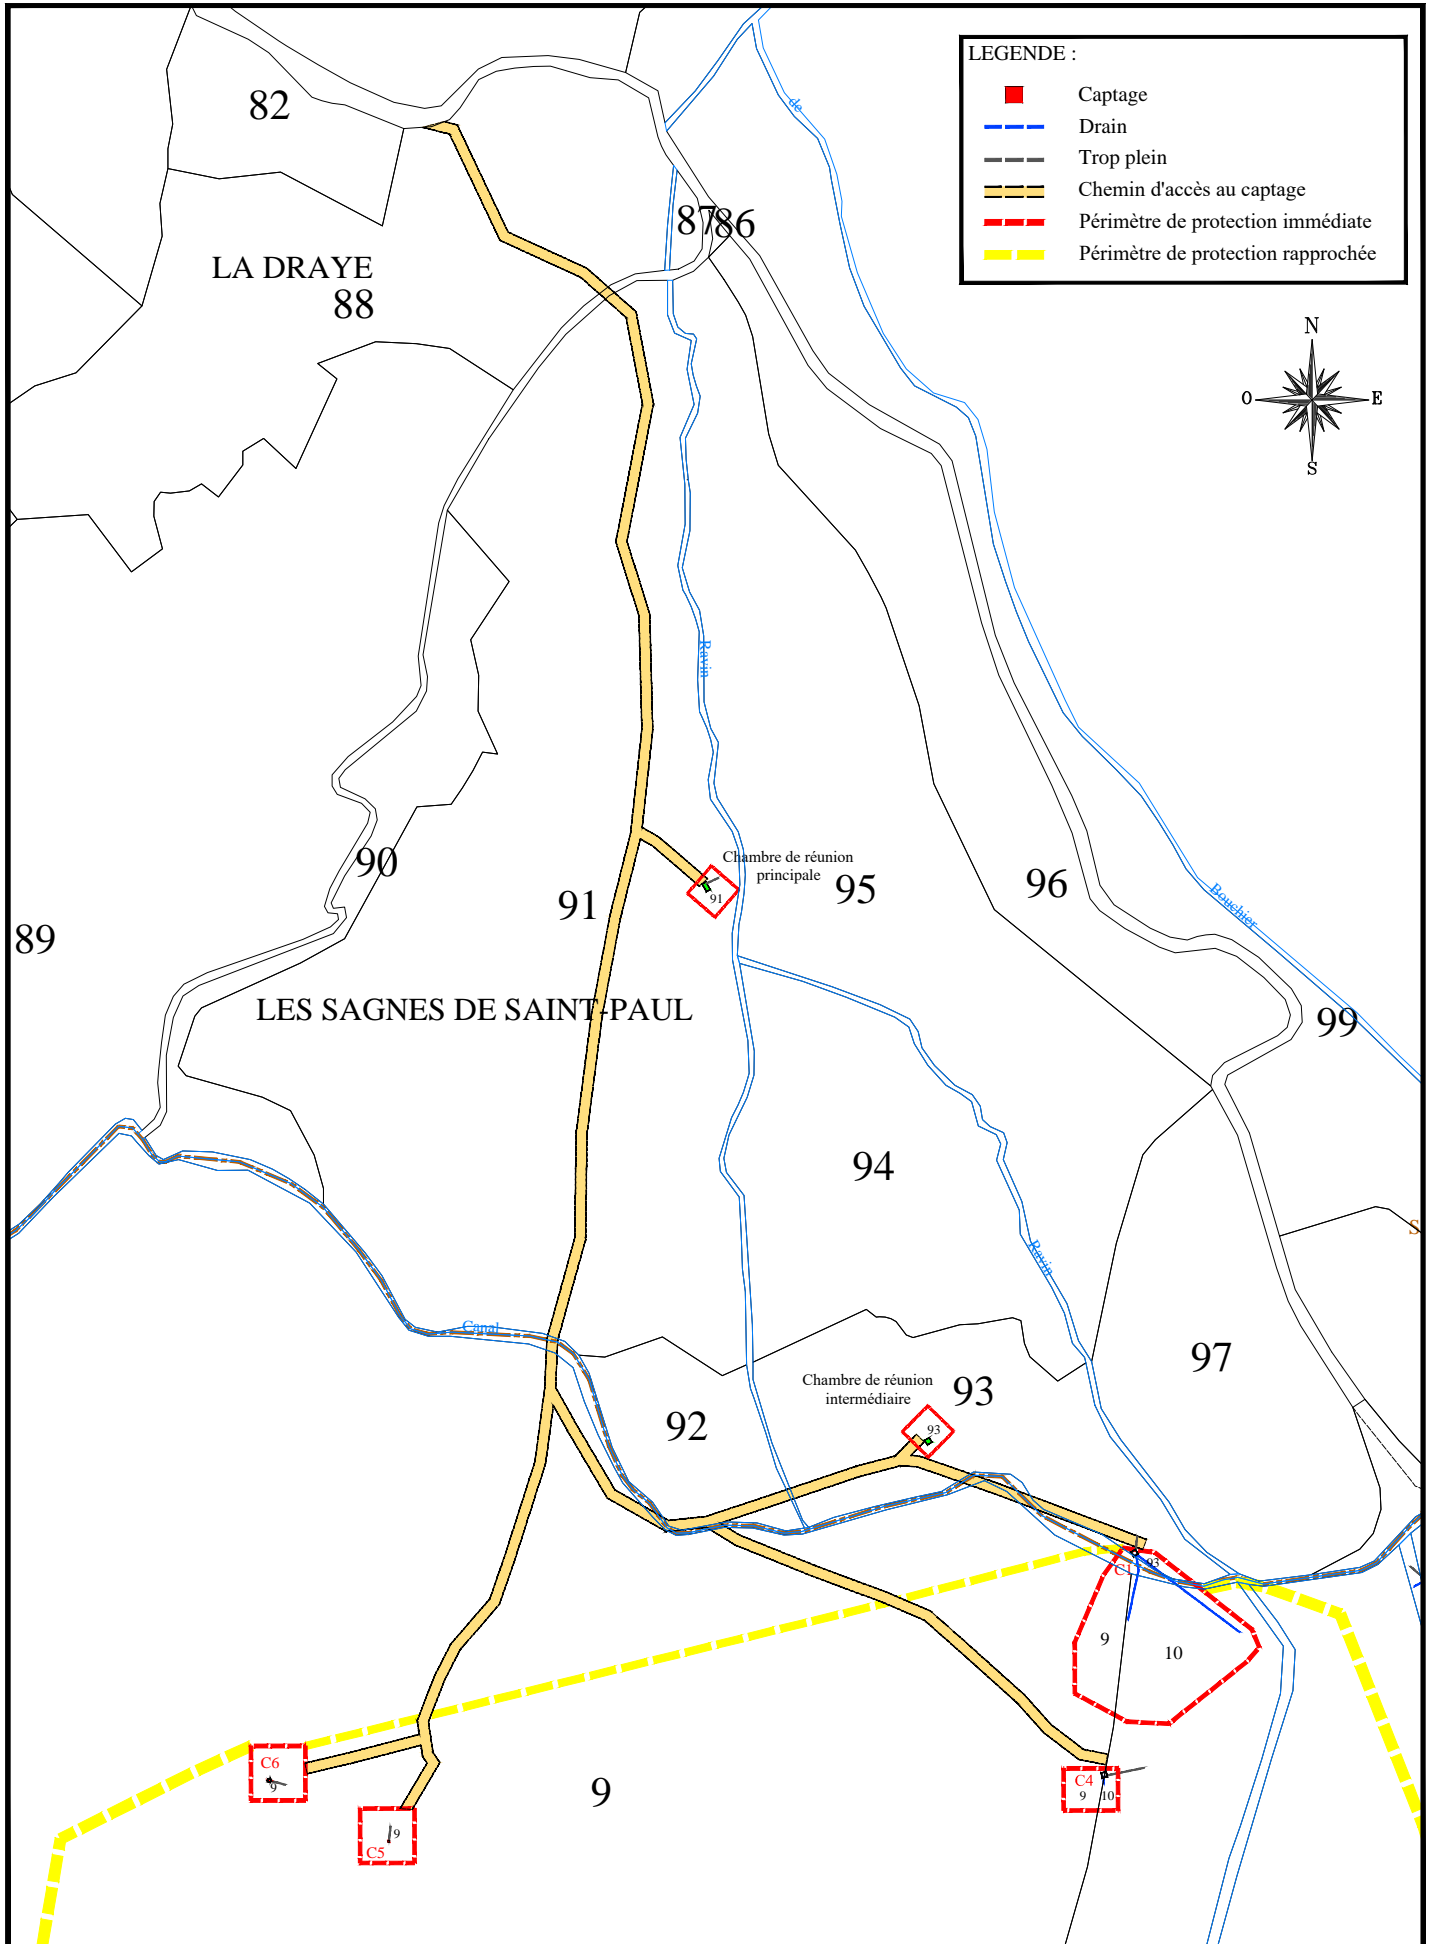 LEGENDE :
Captage
Drain
Trop plein
Chemin d'accès au captage
Périmètre de protection immédiate
Périmètre de protection rapprochée
N
O
E
S
82
de
87
86
LA DRAYE
88
Ravin
Chambre de réunion
principale
91
90
91
95
96
Bouchier
89
LES SAGNES DE SAINT-PAUL
99
94
S
Ravin
Canal
97
Chambre de réunion
intermédiaire
93
93
92
C1
93
9
10
C6
9
9
C4
9
10
9
C5